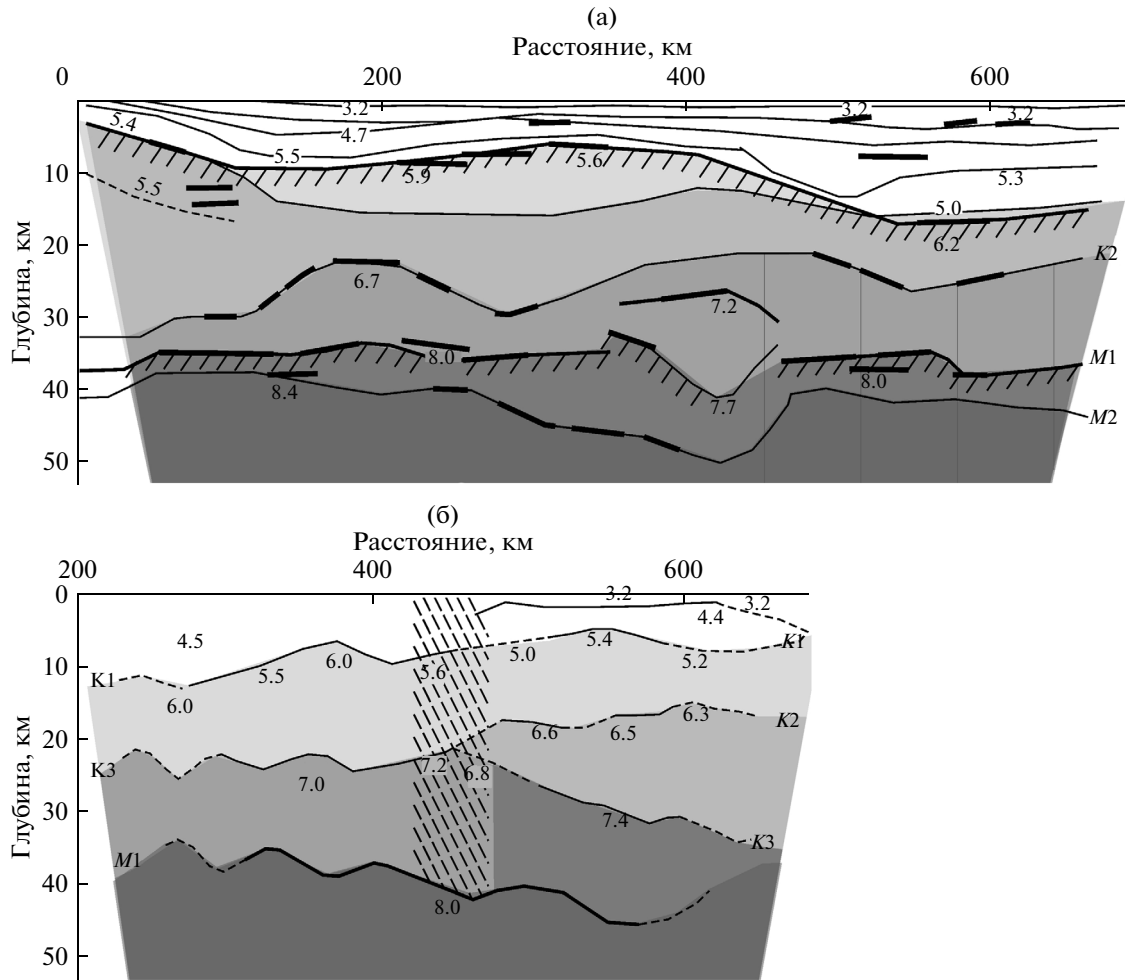 (а)
Расстояние, км
0 200 400 600
3.2 3.2 3.2
5.4 4.7
5.5 5.9 5.6
10 5.5 5.3
5.0
20 6.2 K2
6.7
30 7.2
8.0 M1
40 8.4 7.7 8.0 M2
50
Глубина, км
(б)
Расстояние, км
200 400 600
0 3.2 3.2
4.5 4.4
6.0 5.6 5.0 5.4 5.2 K1
10 K1 6.0 5.5
20 6.6 6.5 6.3 K2
K3 7.0 7.2 6.8
30 7.4 K3
M1
40 8.0
50
Глубина, км